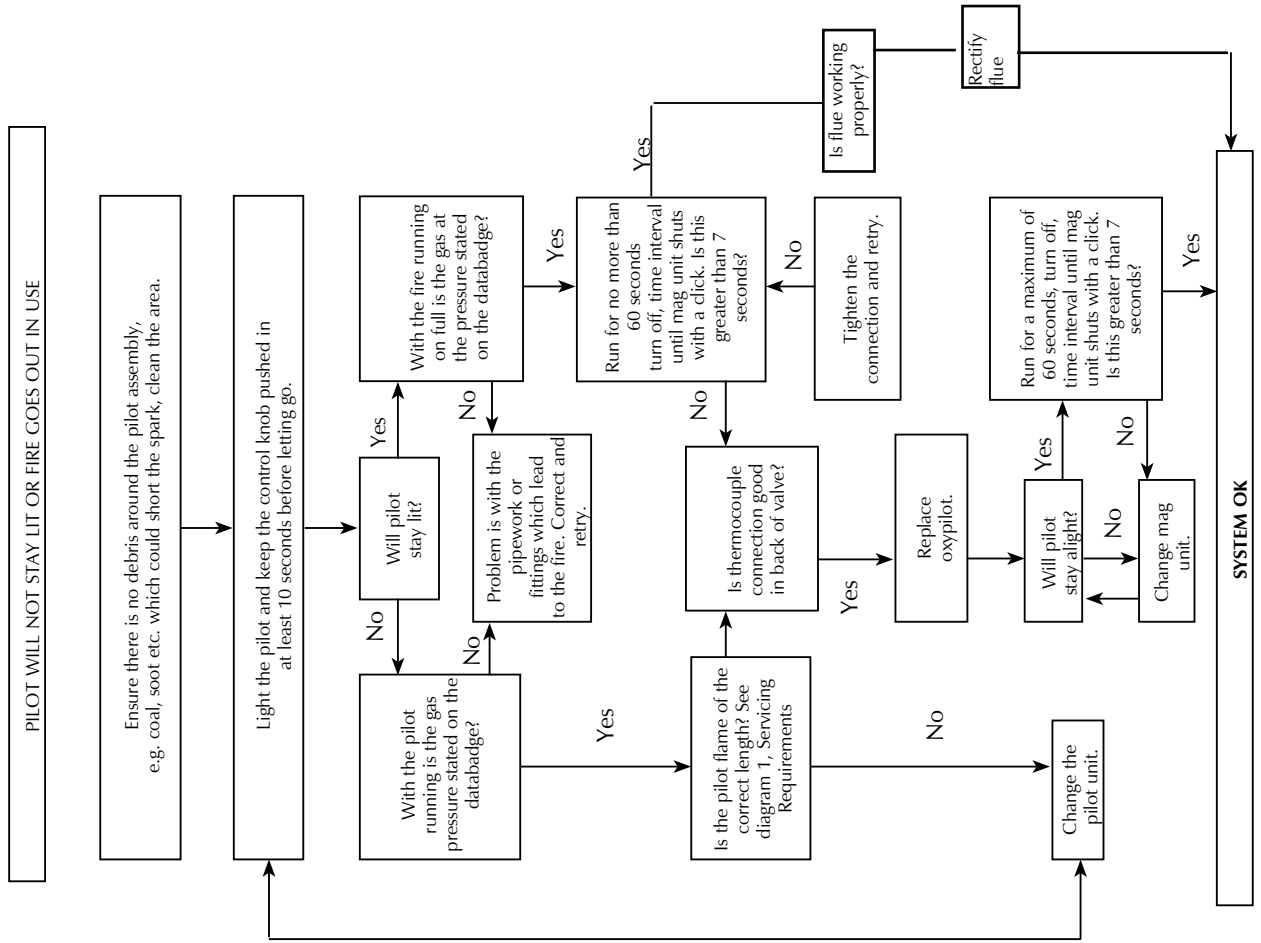 PILOT WILL NOT STAY LIT OR FIRE GOES OUT IN USE
Ensure there is no debris around the pilot assembly,
e.g. coal, soot etc. which could short the spark, clean the area.
Light the pilot and keep the control knob pushed in
at least 10 seconds before letting go.
Will pilot
stay lit?
No
Yes
With the pilot
running is the gas
pressure stated on the
databadge?
With the fire running
on full is the gas at
the pressure stated
on the databadge?
No
No
Problem is with the
pipework or
fittings which lead
to the fire. Correct and
retry.
Yes
Yes
Is the pilot flame of the
correct length? See
diagram 1, Servicing
Requirements
Is thermocouple
connection good
in back of valve?
No
Run for no more than
60 seconds
turn off, time interval
until mag unit shuts
with a click. Is this
greater than 7
seconds?
Yes
No
Yes
No
Tighten the
connection and retry.
Is flue working
properly?
Rectify
flue
Replace
oxypilot.
Change the
pilot unit.
Will pilot
stay alight?
Yes
No
Run for a maximum of
60 seconds, turn off,
time interval until mag
unit shuts with a click.
Is this greater than 7
seconds?
No
Change mag
unit.
Yes
SYSTEM OK